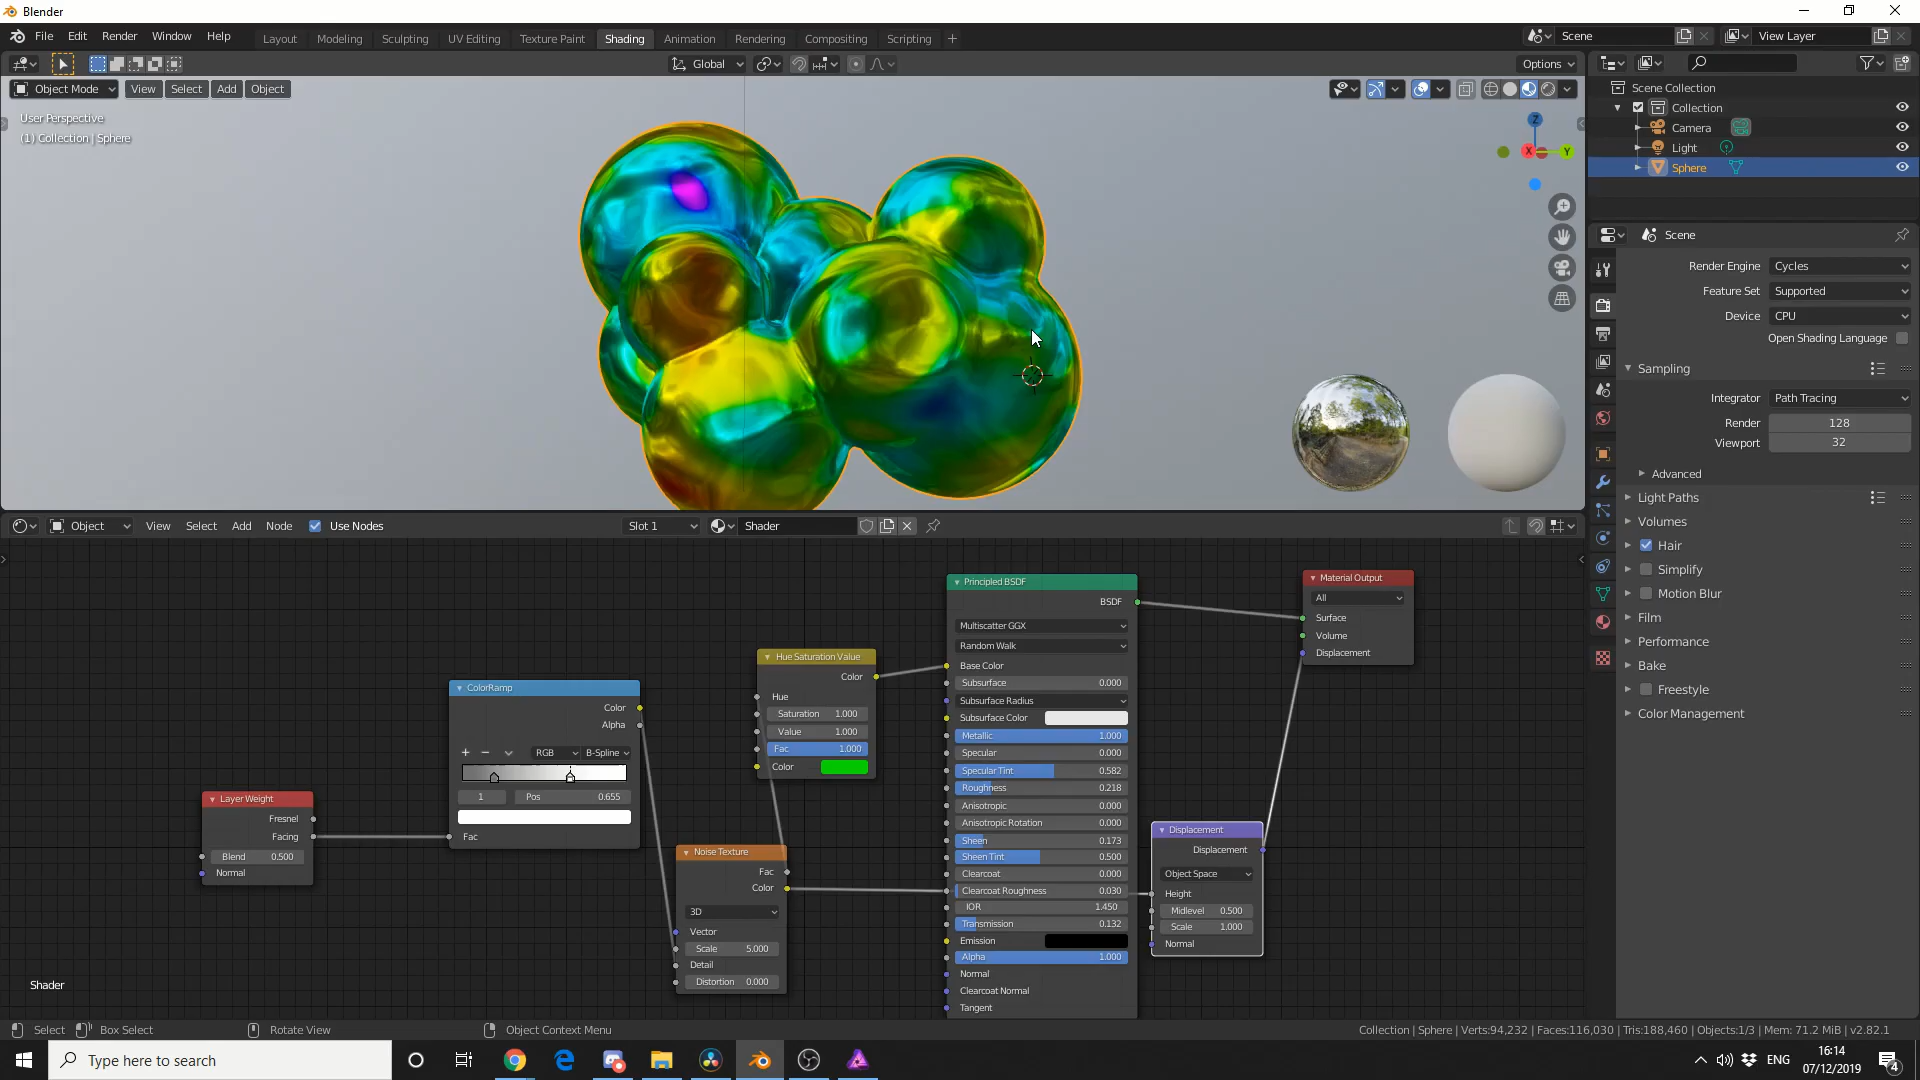 Blender
File Edit Render Window Help
Layout Modeling Sculpting UV Editing Texture Paint Shading Animation Rendering Compositing Scripting +
Scene
View Layer
Global
Options
Object Mode View Select Add Object
User Perspective
(1) Collection | Sphere
Z
X
Y
Scene Collection
Collection
Camera
Light
Sphere
Scene
Render Engine Cycles
Feature Set Supported
Device CPU
Open Shading Language
Sampling
Integrator Path Tracing
Render 128
Viewport 32
Advanced
Light Paths
Volumes
Hair
Simplify
Motion Blur
Film
Performance
Bake
Freestyle
Color Management
Object View Select Add Node Use Nodes Slot 1 Shader
Layer Weight
Fresnel
Facing
Blend 0.500
Normal
ColorRamp
Color
Alpha
+ − RGB B-Spline
1 Pos 0.655
Fac
Hue Saturation Value
Color
Hue
Saturation 1.000
Value 1.000
Fac 1.000
Color
Noise Texture
Fac
Color
3D
Vector
Scale 5.000
Detail
Distortion 0.000
Principled BSDF
BSDF
Multiscatter GGX
Random Walk
Base Color
Subsurface 0.000
Subsurface Radius
Subsurface Color
Metallic 1.000
Specular 0.000
Specular Tint 0.582
Roughness 0.218
Anisotropic 0.000
Anisotropic Rotation 0.000
Sheen 0.173
Sheen Tint 0.500
Clearcoat 0.000
Clearcoat Roughness 0.030
IOR 1.450
Transmission 0.132
Emission
Alpha 1.000
Normal
Clearcoat Normal
Tangent
Displacement
Displacement
Object Space
Height
Midlevel 0.500
Scale 1.000
Normal
Material Output
All
Surface
Volume
Displacement
Shader
Select Box Select Rotate View Object Context Menu
Collection | Sphere | Verts:94,232 | Faces:116,030 | Tris:188,460 | Objects:1/3 | Mem: 71.2 MiB | v2.82.1
Type here to search
ENG
16:14
07/12/2019
4